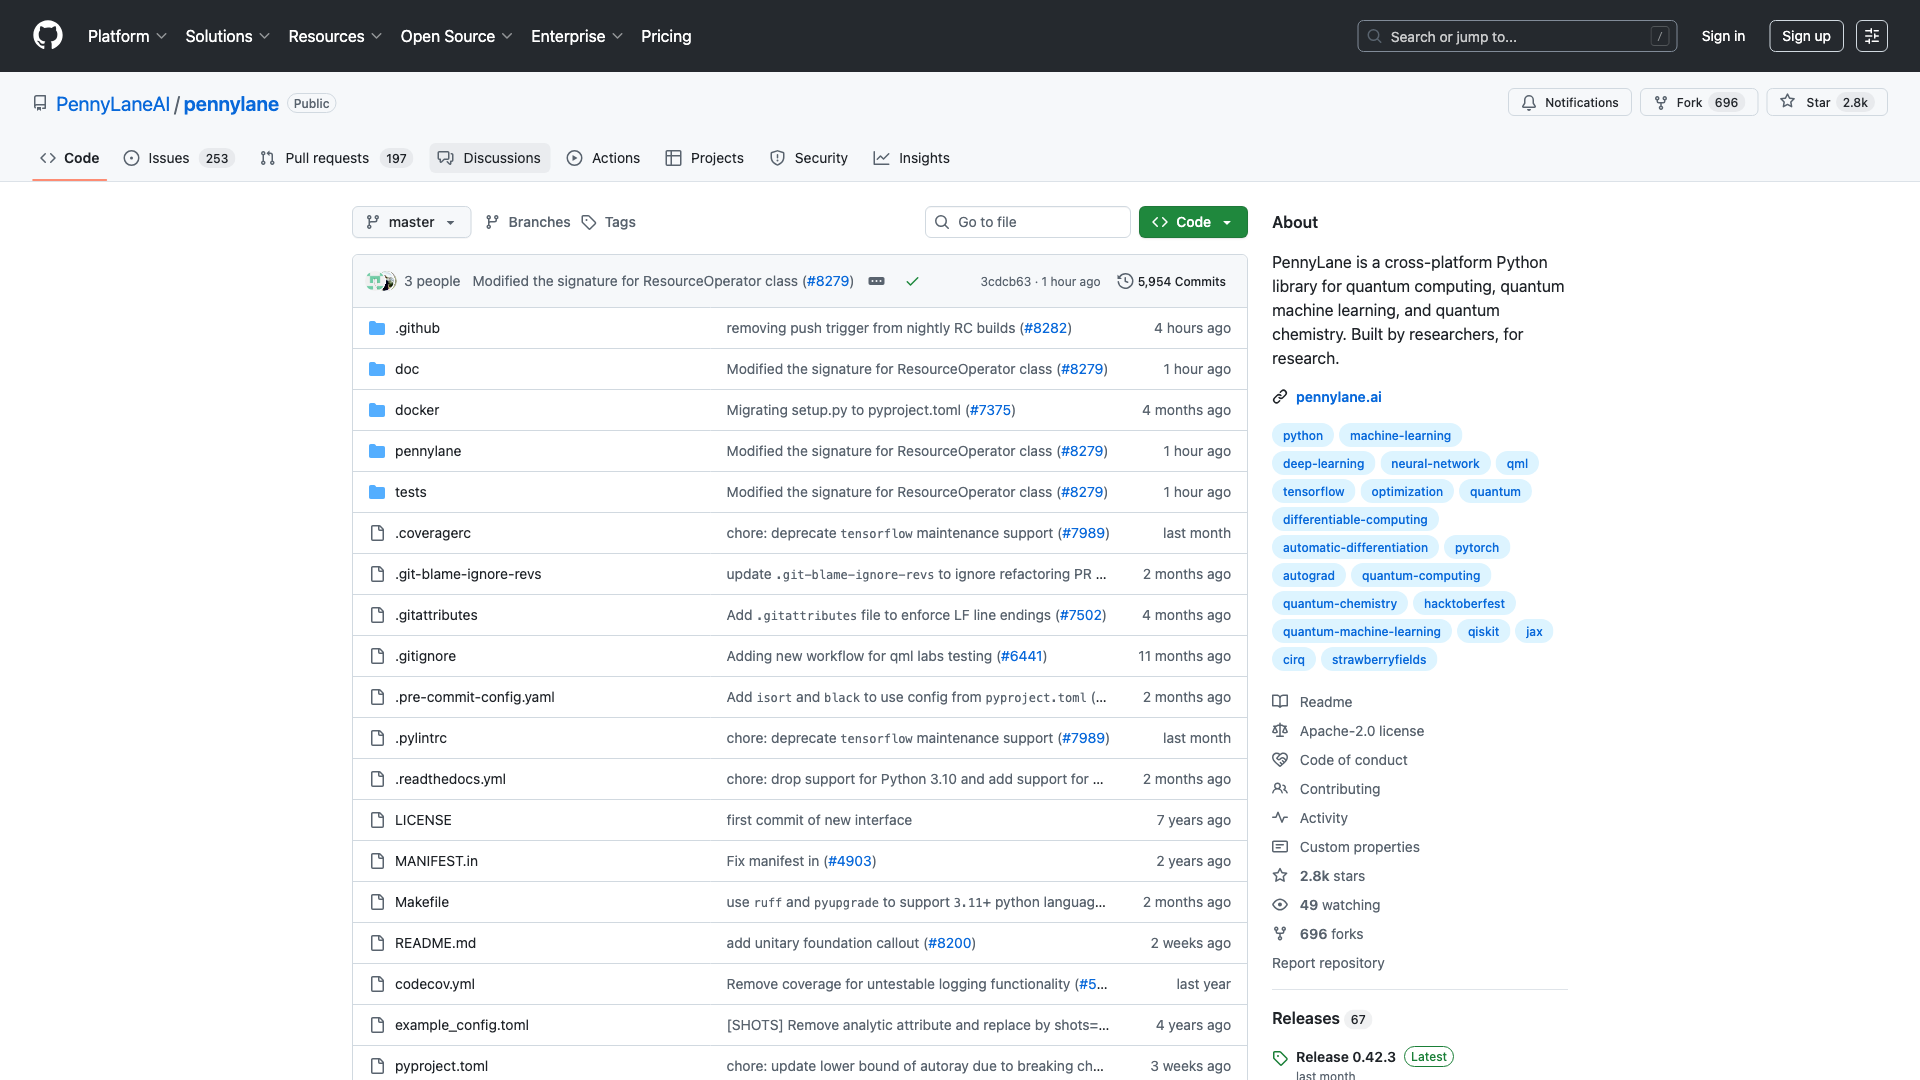 Platform Solutions Resources Open Source Enterprise Pricing Search or jump to... / Sign in Sign up
PennyLaneAI / pennylane Public Notifications Fork 696 Star 2.8k
Code Issues 253 Pull requests 197 Discussions Actions Projects Security Insights
master Branches Tags Go to file Code
3 people Modified the signature for ResourceOperator class (#8279) 3cdcb63 · 1 hour ago 5,954 Commits
.github removing push trigger from nightly RC builds (#8282) 4 hours ago
doc Modified the signature for ResourceOperator class (#8279) 1 hour ago
docker Migrating setup.py to pyproject.toml (#7375) 4 months ago
pennylane Modified the signature for ResourceOperator class (#8279) 1 hour ago
tests Modified the signature for ResourceOperator class (#8279) 1 hour ago
.coveragerc chore: deprecate tensorflow maintenance support (#7989) last month
.git-blame-ignore-revs update .git-blame-ignore-revs to ignore refactoring PR ... 2 months ago
.gitattributes Add .gitattributes file to enforce LF line endings (#7502) 4 months ago
.gitignore Adding new workflow for qml labs testing (#6441) 11 months ago
.pre-commit-config.yaml Add isort and black to use config from pyproject.toml (... 2 months ago
.pylintrc chore: deprecate tensorflow maintenance support (#7989) last month
.readthedocs.yml chore: drop support for Python 3.10 and add support for ... 2 months ago
LICENSE first commit of new interface 7 years ago
MANIFEST.in Fix manifest in (#4903) 2 years ago
Makefile use ruff and pyupgrade to support 3.11+ python languag... 2 months ago
README.md add unitary foundation callout (#8200) 2 weeks ago
codecov.yml Remove coverage for untestable logging functionality (#5... last year
example_config.toml [SHOTS] Remove analytic attribute and replace by shots=... 4 years ago
pyproject.toml chore: update lower bound of autoray due to breaking ch... 3 weeks ago
About
PennyLane is a cross-platform Python
library for quantum computing, quantum
machine learning, and quantum
chemistry. Built by researchers, for
research.
pennylane.ai
python machine-learning
deep-learning neural-network qml
tensorflow optimization quantum
differentiable-computing
automatic-differentiation pytorch
autograd quantum-computing
quantum-chemistry hacktoberfest
quantum-machine-learning qiskit jax
cirq strawberryfields
Readme
Apache-2.0 license
Code of conduct
Contributing
Activity
Custom properties
2.8k stars
49 watching
696 forks
Report repository
Releases 67
Release 0.42.3 Latest
last month